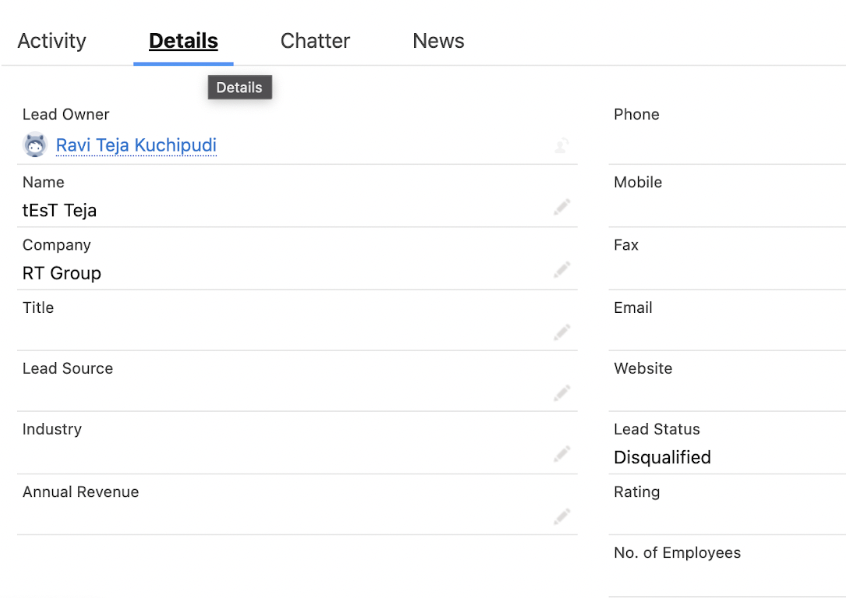 Activity
Details
Chatter
News
Details
Lead Owner
Ravi Teja Kuchipudi
Name
tEsT Teja
Company
RT Group
Title
Lead Source
Industry
Annual Revenue
Phone
Mobile
Fax
Email
Website
Lead Status
Disqualified
Rating
No. of Employees